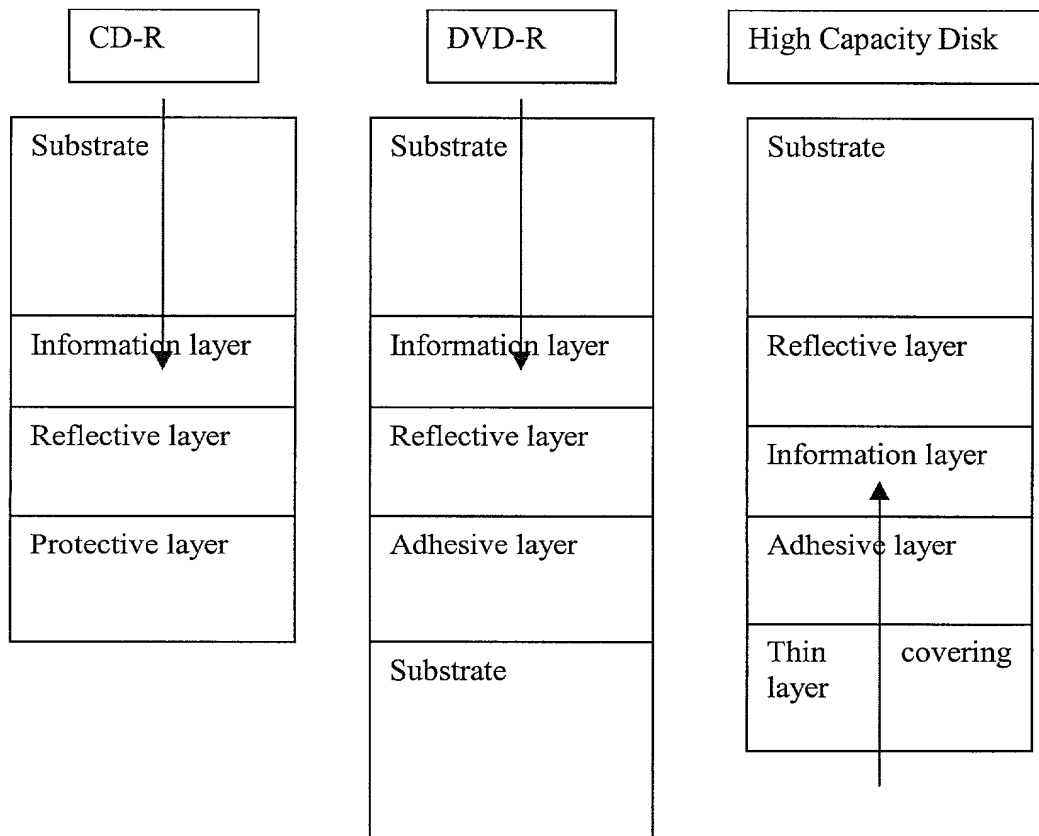 CD-R
DVD-R
High Capacity Disk
Substrate
Information layer
Reflective layer
Protective layer
Substrate
Information layer
Reflective layer
Adhesive layer
Substrate
Substrate
Reflective layer
Information layer
Adhesive layer
Thin covering
layer